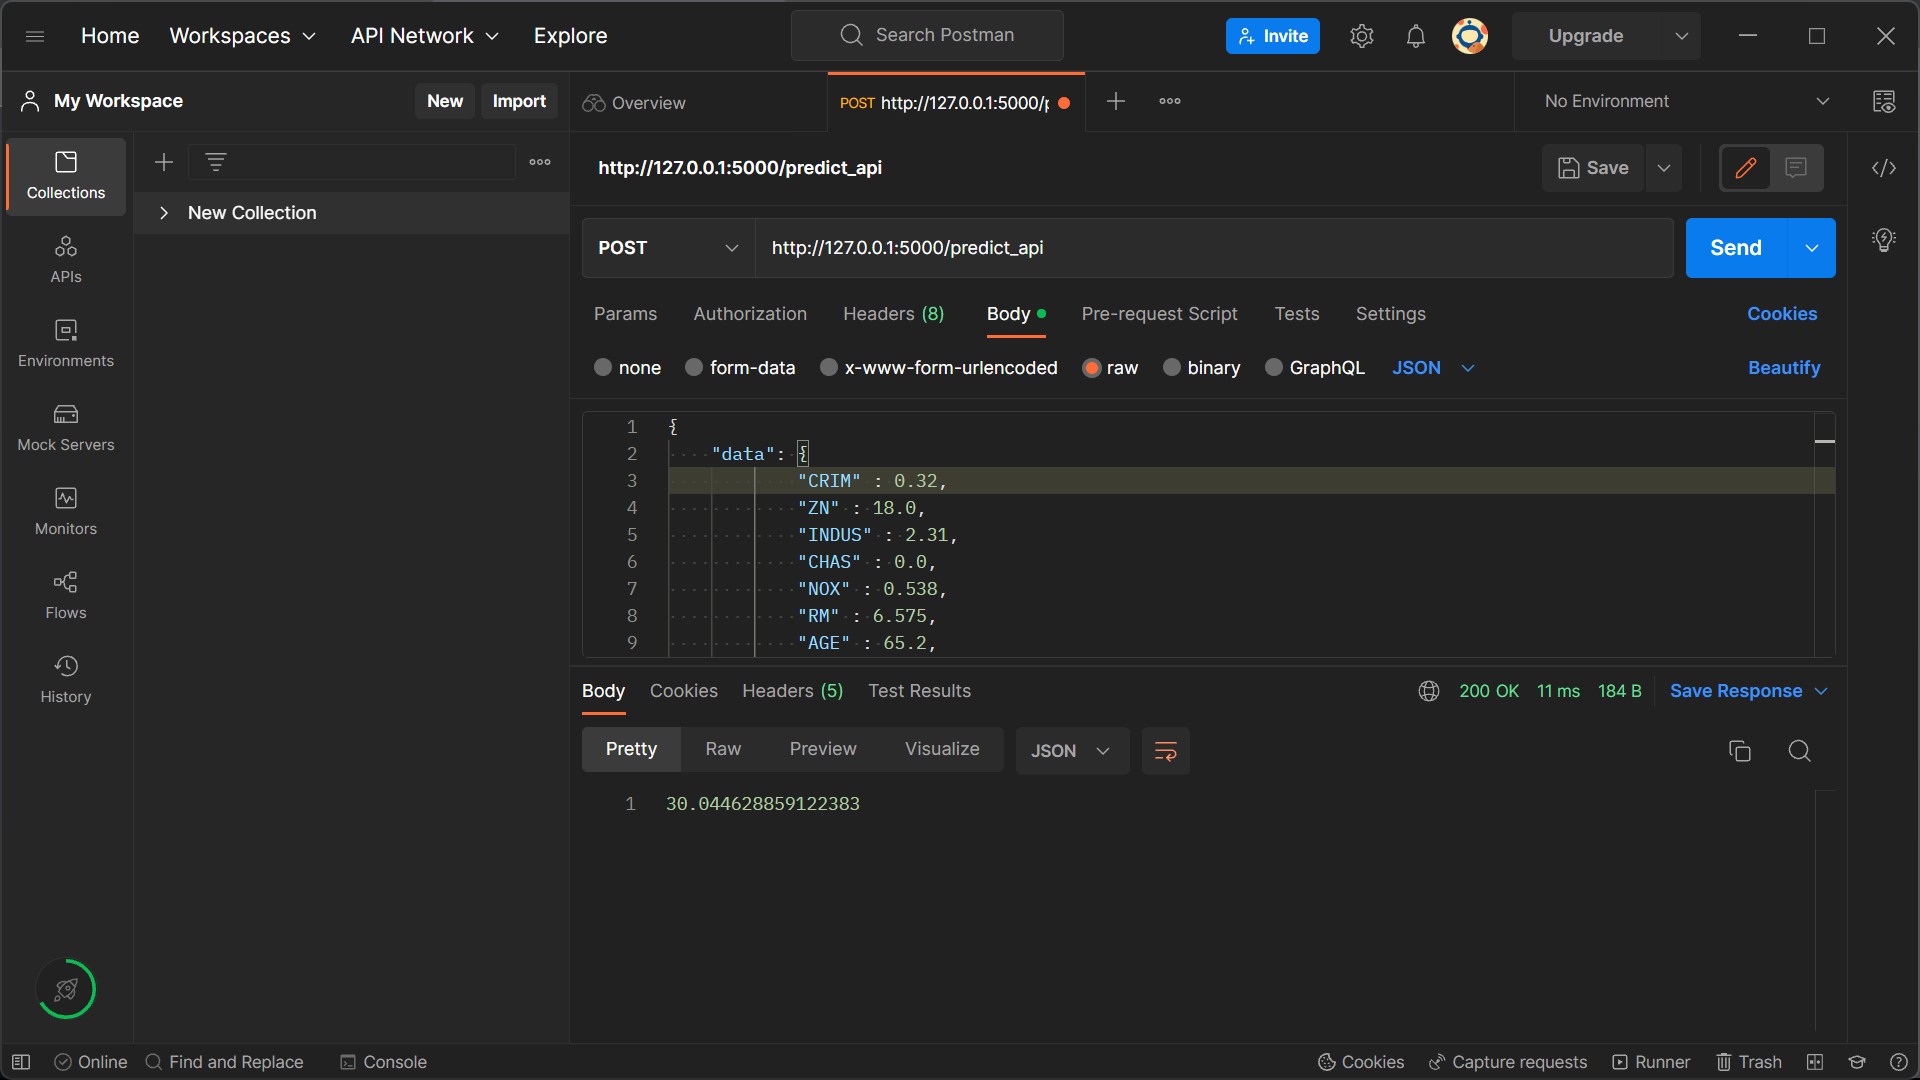 Home Workspaces API Network Explore Search Postman Invite Upgrade
My Workspace New Import Overview POST http://127.0.0.1:5000/p No Environment
Collections
New Collection
APIs
Environments
Mock Servers
Monitors
Flows
History
http://127.0.0.1:5000/predict_api Save
POST http://127.0.0.1:5000/predict_api Send
Params Authorization Headers (8) Body Pre-request Script Tests Settings Cookies
none form-data x-www-form-urlencoded raw binary GraphQL JSON Beautify
1 {
2 "data": {
3 "CRIM" : 0.32,
4 "ZN" : 18.0,
5 "INDUS" : 2.31,
6 "CHAS" : 0.0,
7 "NOX" : 0.538,
8 "RM" : 6.575,
9 "AGE" : 65.2,
Body Cookies Headers (5) Test Results 200 OK 11 ms 184 B Save Response
Pretty Raw Preview Visualize JSON
1 30.044628859122383
Online Find and Replace Console Cookies Capture requests Runner Trash